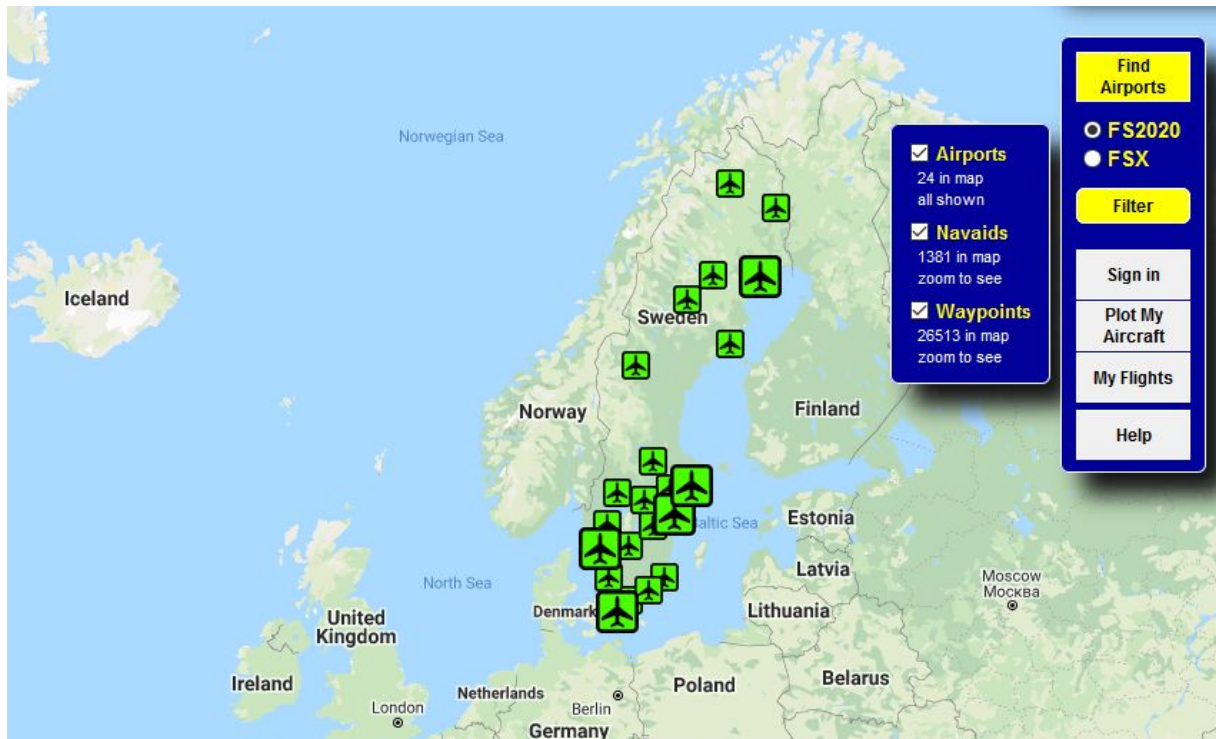 Norwegian Sea
Iceland
Sweden
Norway
Finland
Baltic Sea
Estonia
Latvia
North Sea
Moscow
Москва
Denmark
Lithuania
United
Kingdom
Ireland
Netherlands
Poland
Belarus
London
Berlin
Germany
Airports
24 in map
all shown
Navaids
1381 in map
zoom to see
Waypoints
26513 in map
zoom to see
Find
Airports
FS2020
FSX
Filter
Sign in
Plot My
Aircraft
My Flights
Help